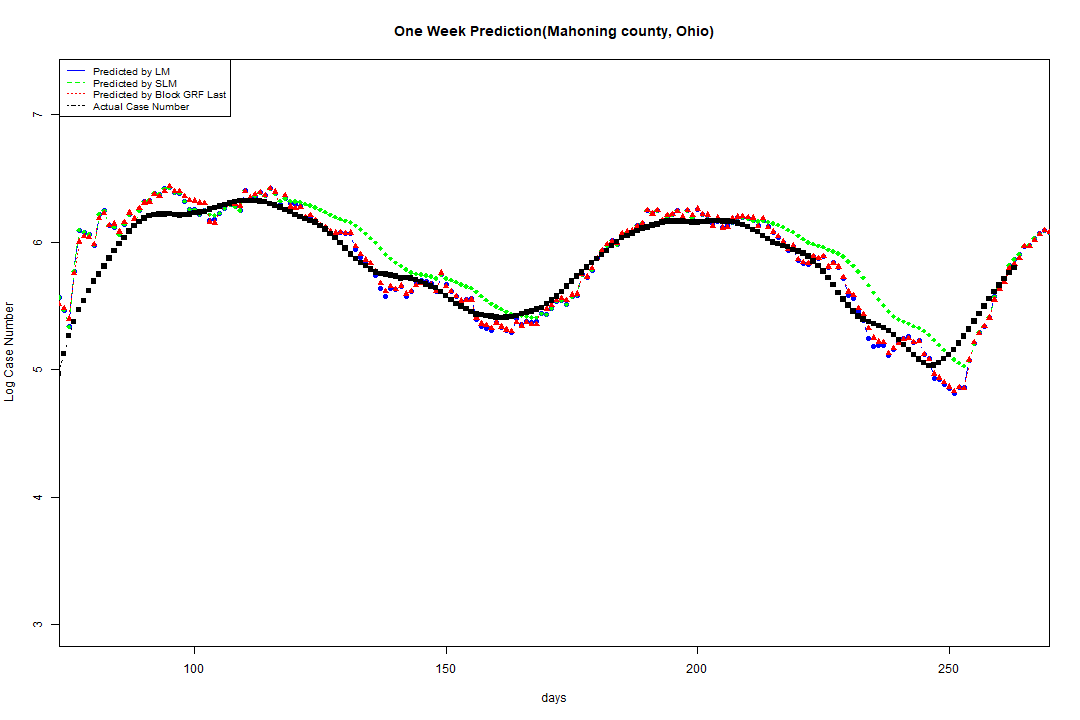 One Week Prediction(Mahoning county, Ohio)
Predicted by LM
Predicted by SLM
Predicted by Block GRF Last
Actual Case Number
7
6
5
4
3
Log Case Number
100 150 200 250
days